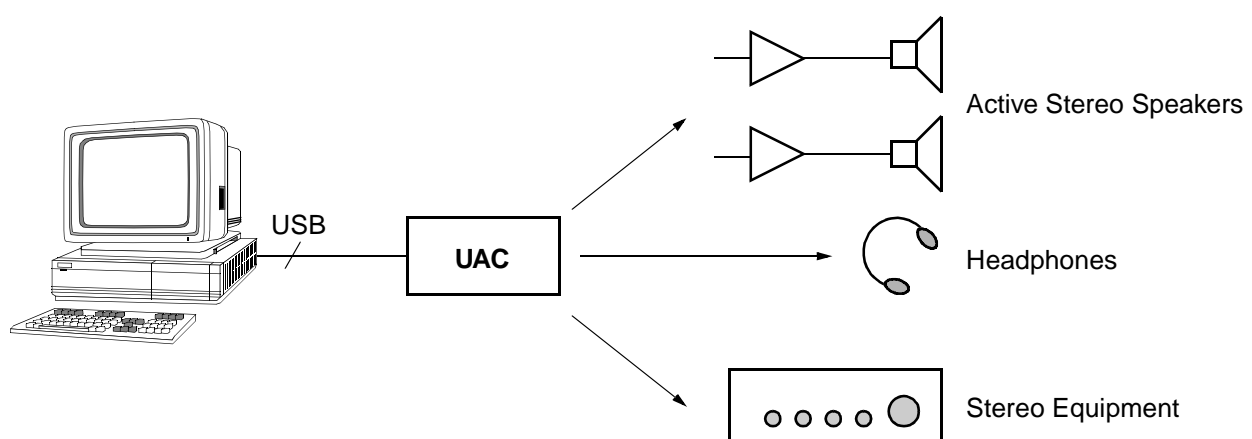 USB
UAC
Active Stereo Speakers
Headphones
Stereo Equipment